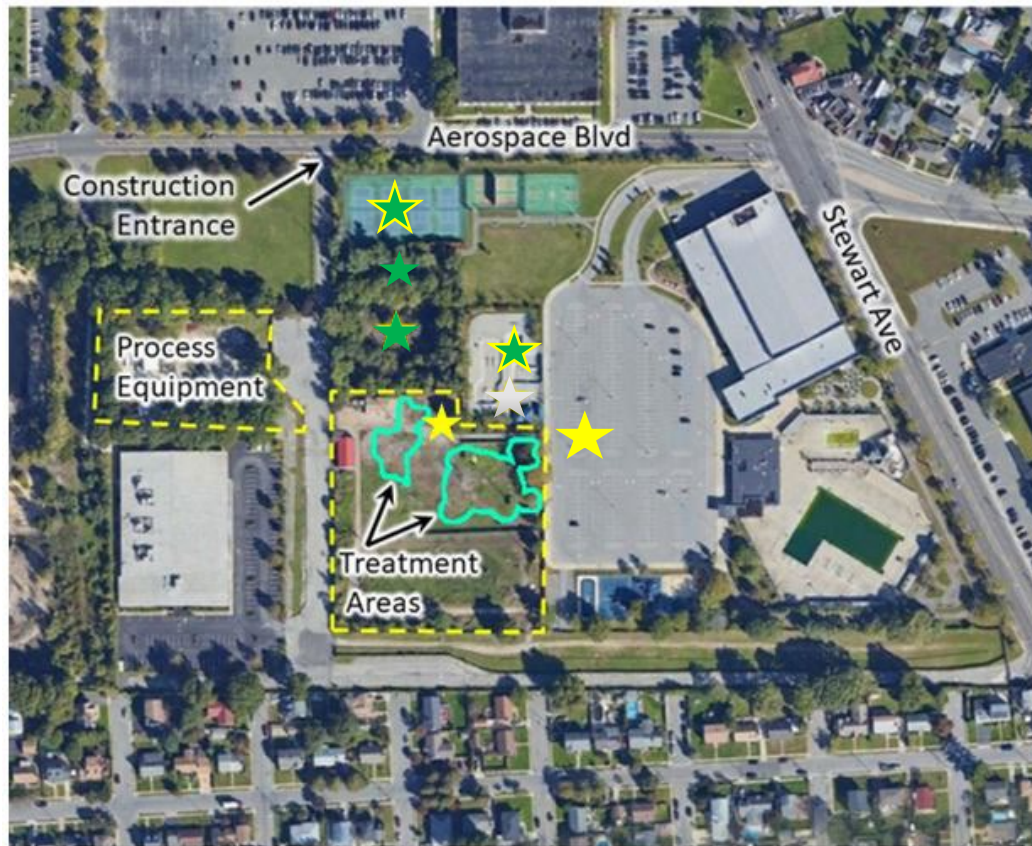 Aerospace Blvd
Construction
Entrance
Stewart Ave
Process
Equipment
Treatment
Areas